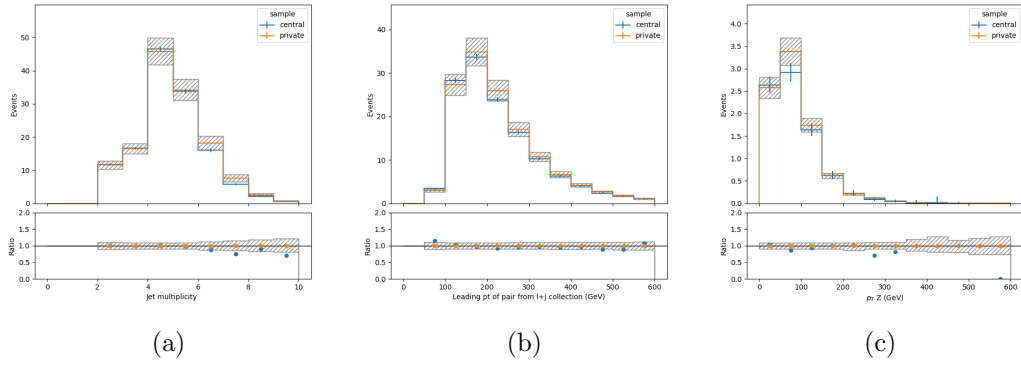 sample
central
private
Events
50
40
30
20
10
0
Ratio
2.0
1.5
1.0
0.5
0.0
0
2
4
6
8
10
Jet multiplicity
(a)
sample
central
private
Events
40
30
20
10
0
Ratio
2.0
1.5
1.0
0.5
0.0
0
100
200
300
400
500
600
Leading pt of pair from l+j collection (GeV)
(b)
sample
central
private
Events
4.0
3.5
3.0
2.5
2.0
1.5
1.0
0.5
0.0
Ratio
2.0
1.5
1.0
0.5
0.0
0
100
200
300
400
500
600
pT Z (GeV)
(c)